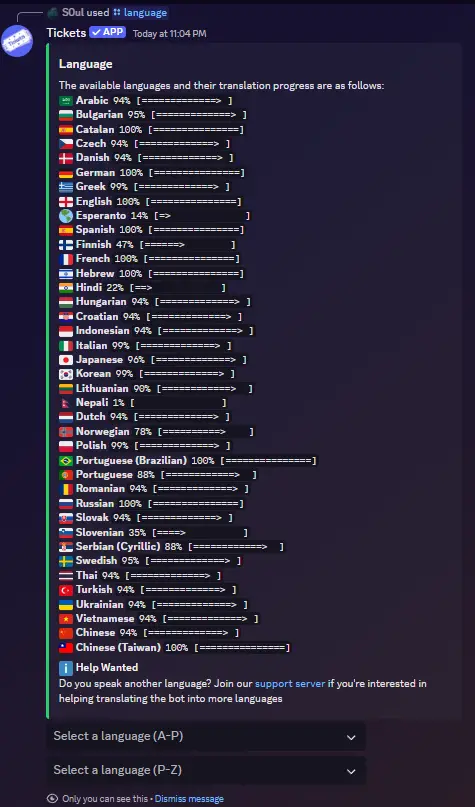 S0ul used language
Tickets ✓ APP Today at 11:04 PM
Language
The available languages and their translation progress are as follows:
Arabic 94% [=============> ]
Bulgarian 95% [=============> ]
Catalan 100% [===============]
Czech 94% [=============> ]
Danish 94% [=============> ]
German 100% [===============]
Greek 99% [=============> ]
English 100% [===============]
Esperanto 14% [=>             ]
Spanish 100% [===============]
Finnish 47% [======>        ]
French 100% [===============]
Hebrew 100% [===============]
Hindi 22% [==>            ]
Hungarian 94% [=============> ]
Croatian 94% [=============> ]
Indonesian 94% [=============> ]
Italian 99% [=============> ]
Japanese 96% [=============> ]
Korean 99% [=============> ]
Lithuanian 90% [============>  ]
Nepali 1% [               ]
Dutch 94% [=============> ]
Norwegian 78% [==========>    ]
Polish 99% [=============> ]
Portuguese (Brazilian) 100% [===============]
Portuguese 88% [============>  ]
Romanian 94% [=============> ]
Russian 100% [===============]
Slovak 94% [=============> ]
Slovenian 35% [====>          ]
Serbian (Cyrillic) 88% [============>  ]
Swedish 95% [=============> ]
Thai 94% [=============> ]
Turkish 94% [=============> ]
Ukrainian 94% [=============> ]
Vietnamese 94% [=============> ]
Chinese 94% [=============> ]
Chinese (Taiwan) 100% [===============]
Help Wanted
Do you speak another language? Join our support server if you're interested in
helping translating the bot into more languages
Select a language (A-P)
Select a language (P-Z)
Only you can see this • Dismiss message